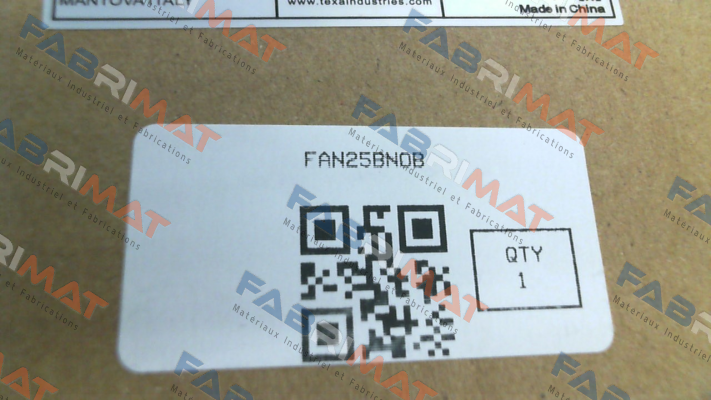 MANTOVA ITALY
www.texaindustries.com
Made in China
FAN25BN0B
QTY
1
FABRIMAT
Matériaux Industriel et Fabrications